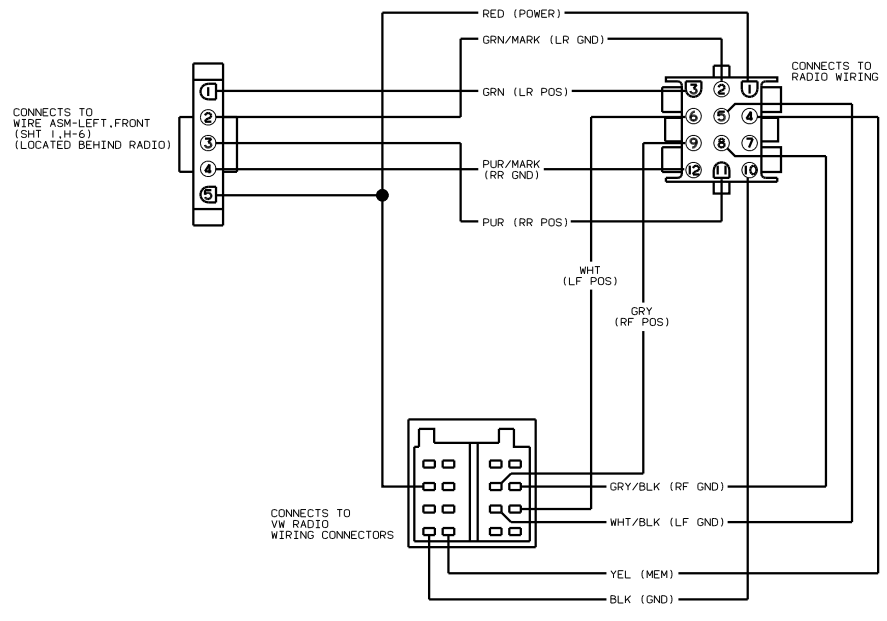 RED (POWER)
GRN/MARK (LR GND)
CONNECTS TO
RADIO WIRING
GRN (LR POS)
CONNECTS TO
WIRE ASM-LEFT,FRONT
(SHT 1,H-6)
(LOCATED BEHIND RADIO)
1
2
3
4
5
3 2 1
6 5 4
9 8 7
12 11 10
PUR/MARK
(RR GND)
PUR (RR POS)
WHT
(LF POS)
GRY
(RF POS)
GRY/BLK (RF GND)
CONNECTS TO
VW RADIO
WIRING CONNECTORS
WHT/BLK (LF GND)
YEL (MEM)
BLK (GND)